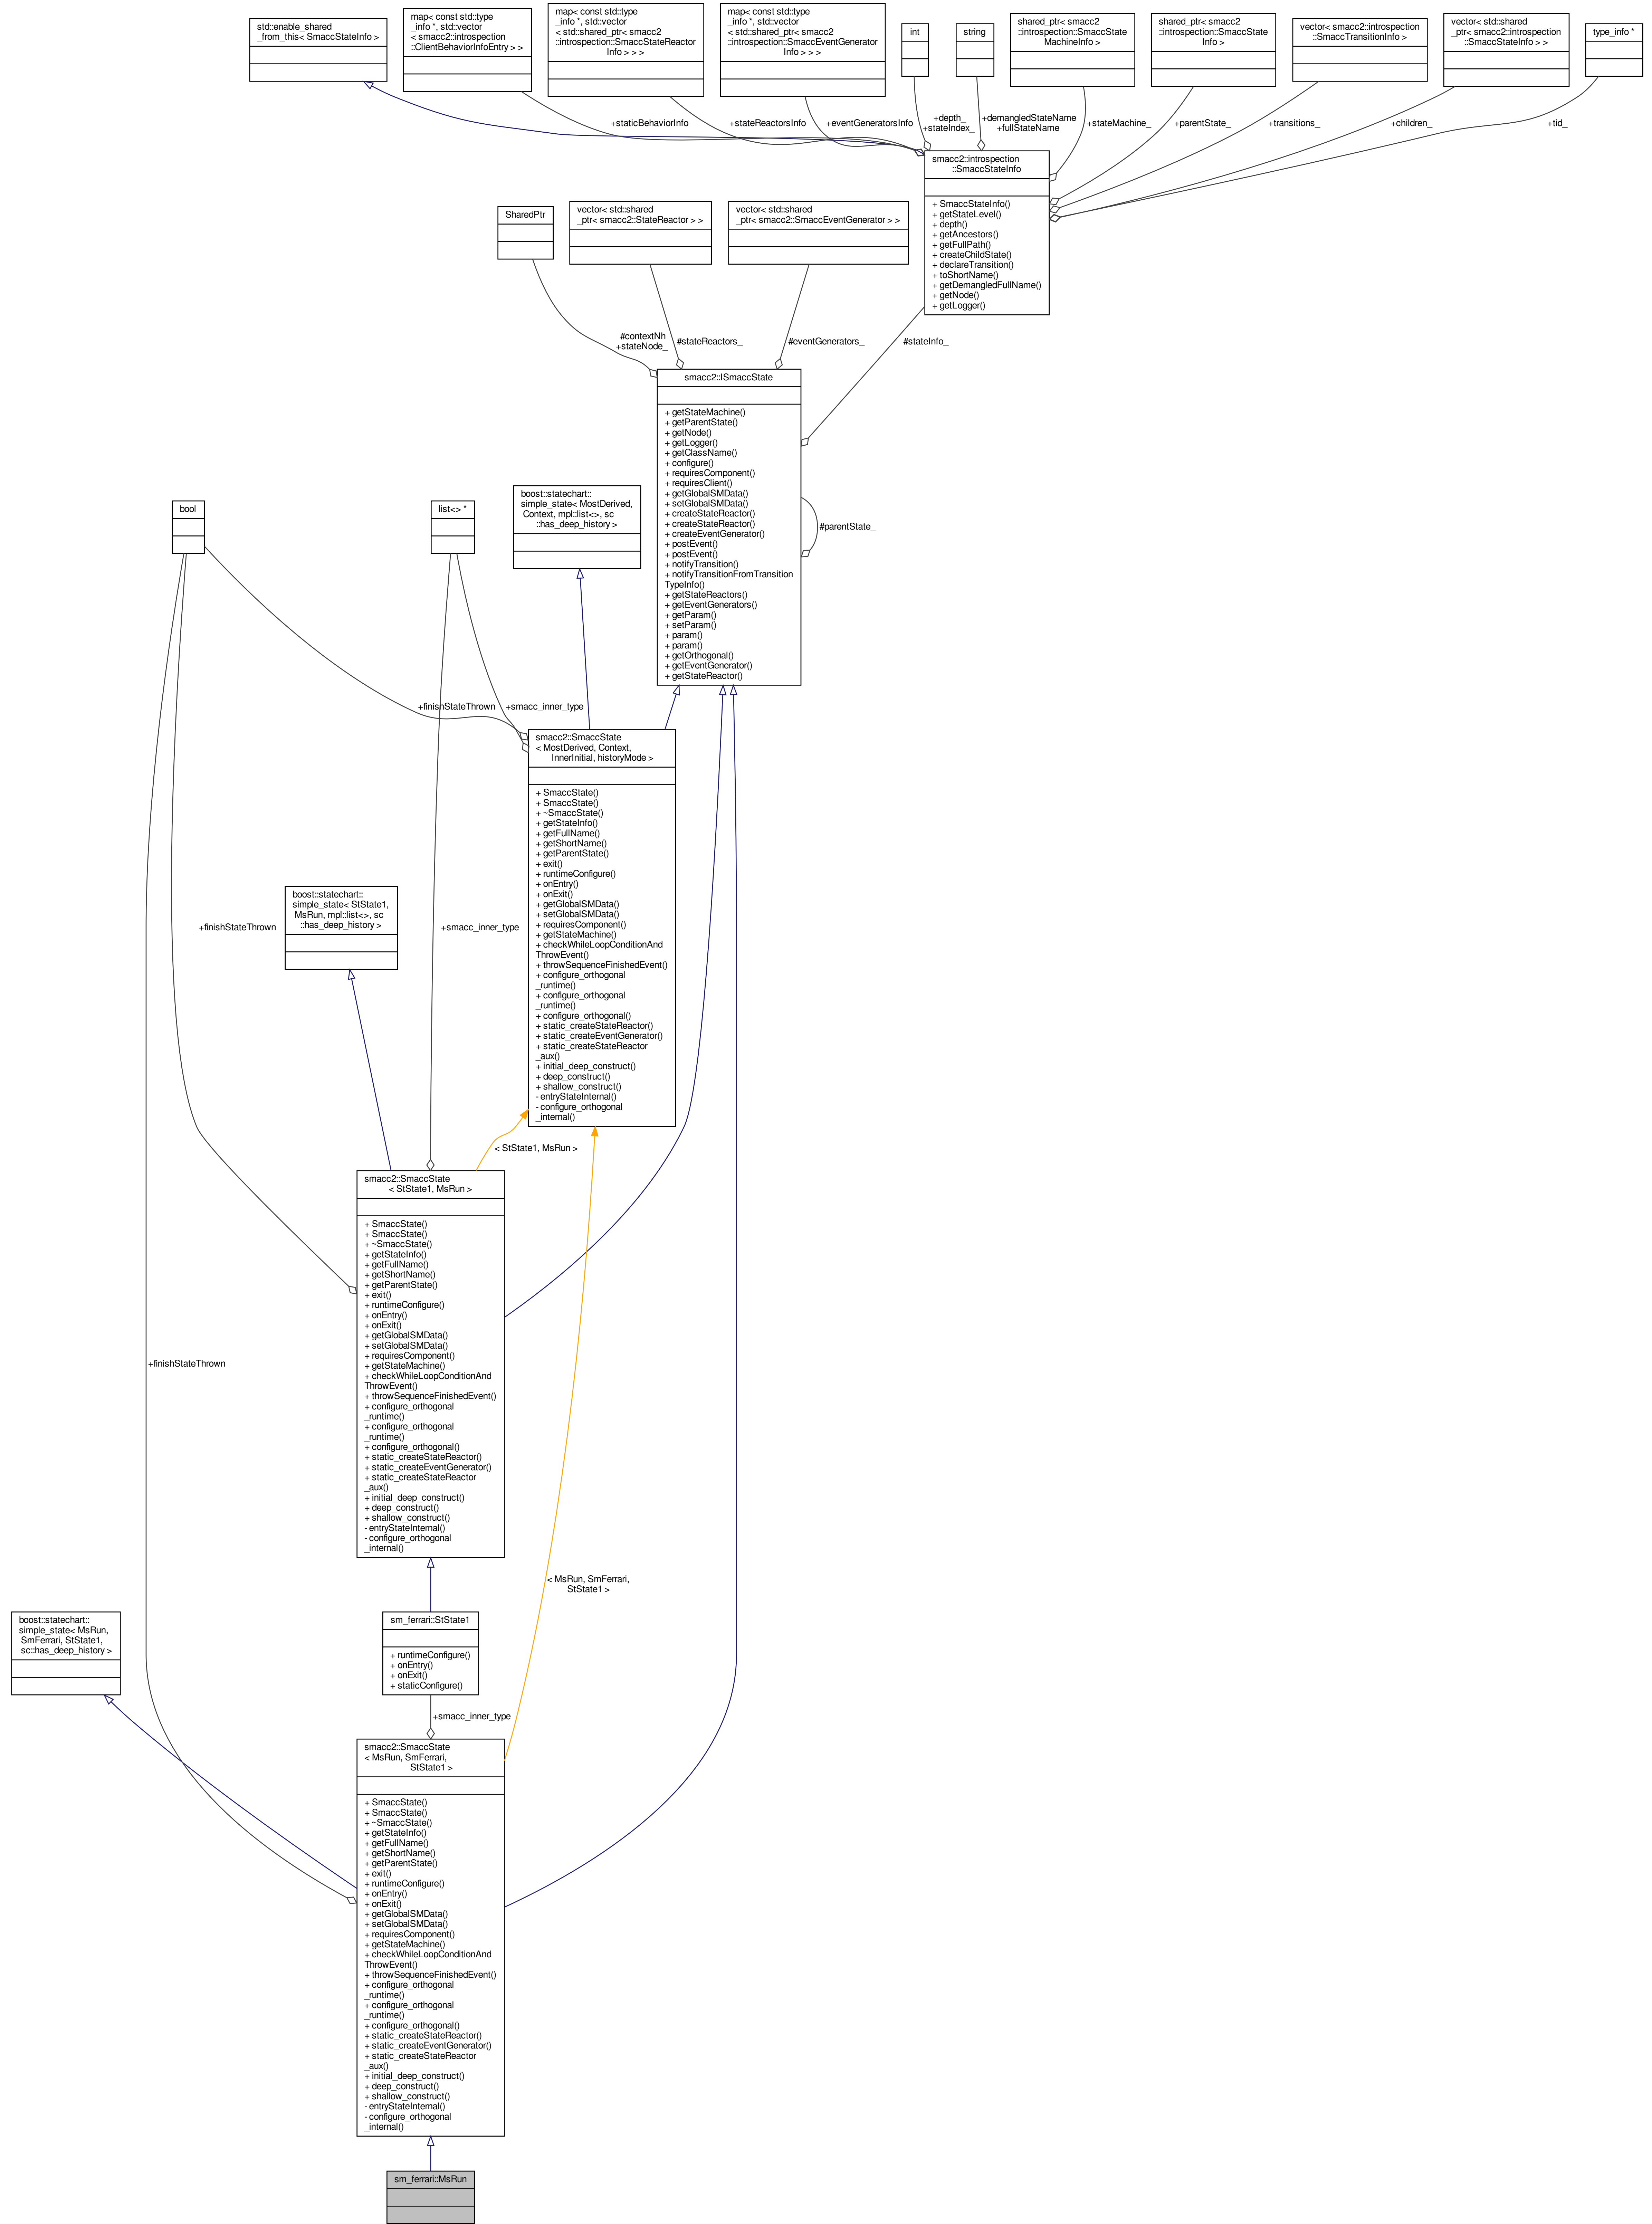 std::enable_shared
_from_this< SmaccStateInfo >
map< const std::type
_info *, std::vector
< smacc2::introspection
::ClientBehaviorInfoEntry > >
map< const std::type
_info *, std::vector
< std::shared_ptr< smacc2
::introspection::SmaccStateReactor
Info > > >
map< const std::type
_info *, std::vector
< std::shared_ptr< smacc2
::introspection::SmaccEventGenerator
Info > > >
int
string
shared_ptr< smacc2
::introspection::SmaccState
MachineInfo >
shared_ptr< smacc2
::introspection::SmaccState
Info >
vector< smacc2::introspection
::SmaccTransitionInfo >
vector< std::shared
_ptr< smacc2::introspection
::SmaccStateInfo > >
type_info *
+staticBehaviorInfo
+stateReactorsInfo
+eventGeneratorsInfo
+depth_
+stateIndex_
+demangledStateName
+fullStateName
+stateMachine_
+parentState_
+transitions_
+children_
+tid_
smacc2::introspection
::SmaccStateInfo
+ SmaccStateInfo()
+ getStateLevel()
+ depth()
+ getAncestors()
+ getFullPath()
+ createChildState()
+ declareTransition()
+ toShortName()
+ getDemangledFullName()
+ getNode()
+ getLogger()
SharedPtr
vector< std::shared
_ptr< smacc2::StateReactor > >
vector< std::shared
_ptr< smacc2::SmaccEventGenerator > >
#contextNh
+stateNode_
#stateReactors_
#eventGenerators_
#stateInfo_
smacc2::ISmaccState
+ getStateMachine()
+ getParentState()
+ getNode()
+ getLogger()
+ getClassName()
+ configure()
+ requiresComponent()
+ requiresClient()
+ getGlobalSMData()
+ setGlobalSMData()
+ createStateReactor()
+ createStateReactor()
+ createEventGenerator()
+ postEvent()
+ postEvent()
+ notifyTransition()
+ notifyTransitionFromTransition
TypeInfo()
+ getStateReactors()
+ getEventGenerators()
+ getParam()
+ setParam()
+ param()
+ param()
+ getOrthogonal()
+ getEventGenerator()
+ getStateReactor()
#parentState_
bool
list<> *
boost::statechart::
simple_state< MostDerived,
Context, mpl::list<>, sc
::has_deep_history >
+finishStateThrown
+smacc_inner_type
smacc2::SmaccState
< MostDerived, Context,
InnerInitial, historyMode >
+ SmaccState()
+ SmaccState()
+ ~SmaccState()
+ getStateInfo()
+ getFullName()
+ getShortName()
+ getParentState()
+ exit()
+ runtimeConfigure()
+ onEntry()
+ onExit()
+ getGlobalSMData()
+ setGlobalSMData()
+ requiresComponent()
+ getStateMachine()
+ checkWhileLoopConditionAnd
ThrowEvent()
+ throwSequenceFinishedEvent()
+ configure_orthogonal
_runtime()
+ configure_orthogonal
_runtime()
+ configure_orthogonal()
+ static_createStateReactor()
+ static_createEventGenerator()
+ static_createStateReactor
_aux()
+ initial_deep_construct()
+ deep_construct()
+ shallow_construct()
- entryStateInternal()
- configure_orthogonal
_internal()
boost::statechart::
simple_state< StState1,
MsRun, mpl::list<>, sc
::has_deep_history >
+finishStateThrown
+smacc_inner_type
< StState1, MsRun >
smacc2::SmaccState
< StState1, MsRun >
+ SmaccState()
+ SmaccState()
+ ~SmaccState()
+ getStateInfo()
+ getFullName()
+ getShortName()
+ getParentState()
+ exit()
+ runtimeConfigure()
+ onEntry()
+ onExit()
+ getGlobalSMData()
+ setGlobalSMData()
+ requiresComponent()
+ getStateMachine()
+ checkWhileLoopConditionAnd
ThrowEvent()
+ throwSequenceFinishedEvent()
+ configure_orthogonal
_runtime()
+ configure_orthogonal
_runtime()
+ configure_orthogonal()
+ static_createStateReactor()
+ static_createEventGenerator()
+ static_createStateReactor
_aux()
+ initial_deep_construct()
+ deep_construct()
+ shallow_construct()
- entryStateInternal()
- configure_orthogonal
_internal()
+finishStateThrown
< MsRun, SmFerrari,
StState1 >
boost::statechart::
simple_state< MsRun,
SmFerrari, StState1,
sc::has_deep_history >
sm_ferrari::StState1
+ runtimeConfigure()
+ onEntry()
+ onExit()
+ staticConfigure()
+smacc_inner_type
smacc2::SmaccState
< MsRun, SmFerrari,
StState1 >
+ SmaccState()
+ SmaccState()
+ ~SmaccState()
+ getStateInfo()
+ getFullName()
+ getShortName()
+ getParentState()
+ exit()
+ runtimeConfigure()
+ onEntry()
+ onExit()
+ getGlobalSMData()
+ setGlobalSMData()
+ requiresComponent()
+ getStateMachine()
+ checkWhileLoopConditionAnd
ThrowEvent()
+ throwSequenceFinishedEvent()
+ configure_orthogonal
_runtime()
+ configure_orthogonal
_runtime()
+ configure_orthogonal()
+ static_createStateReactor()
+ static_createEventGenerator()
+ static_createStateReactor
_aux()
+ initial_deep_construct()
+ deep_construct()
+ shallow_construct()
- entryStateInternal()
- configure_orthogonal
_internal()
sm_ferrari::MsRun